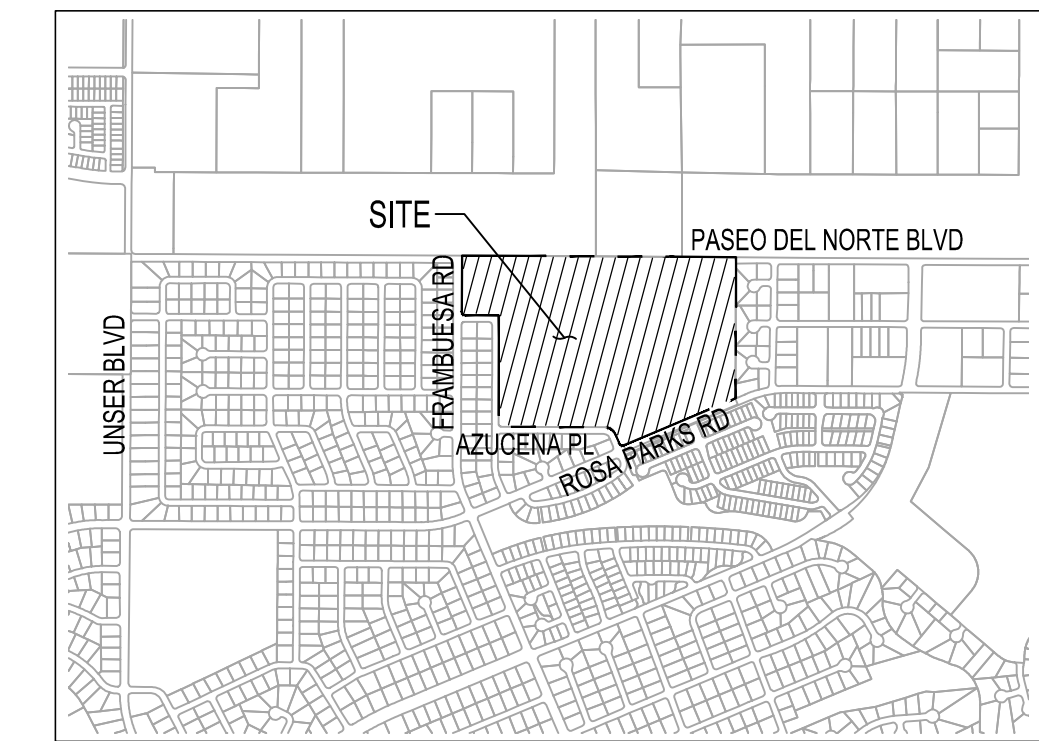 SITE
PASEO DEL NORTE BLVD
FRAMBUESA RD
UNSER BLVD
AZUCENA PL
ROSA PARKS RD